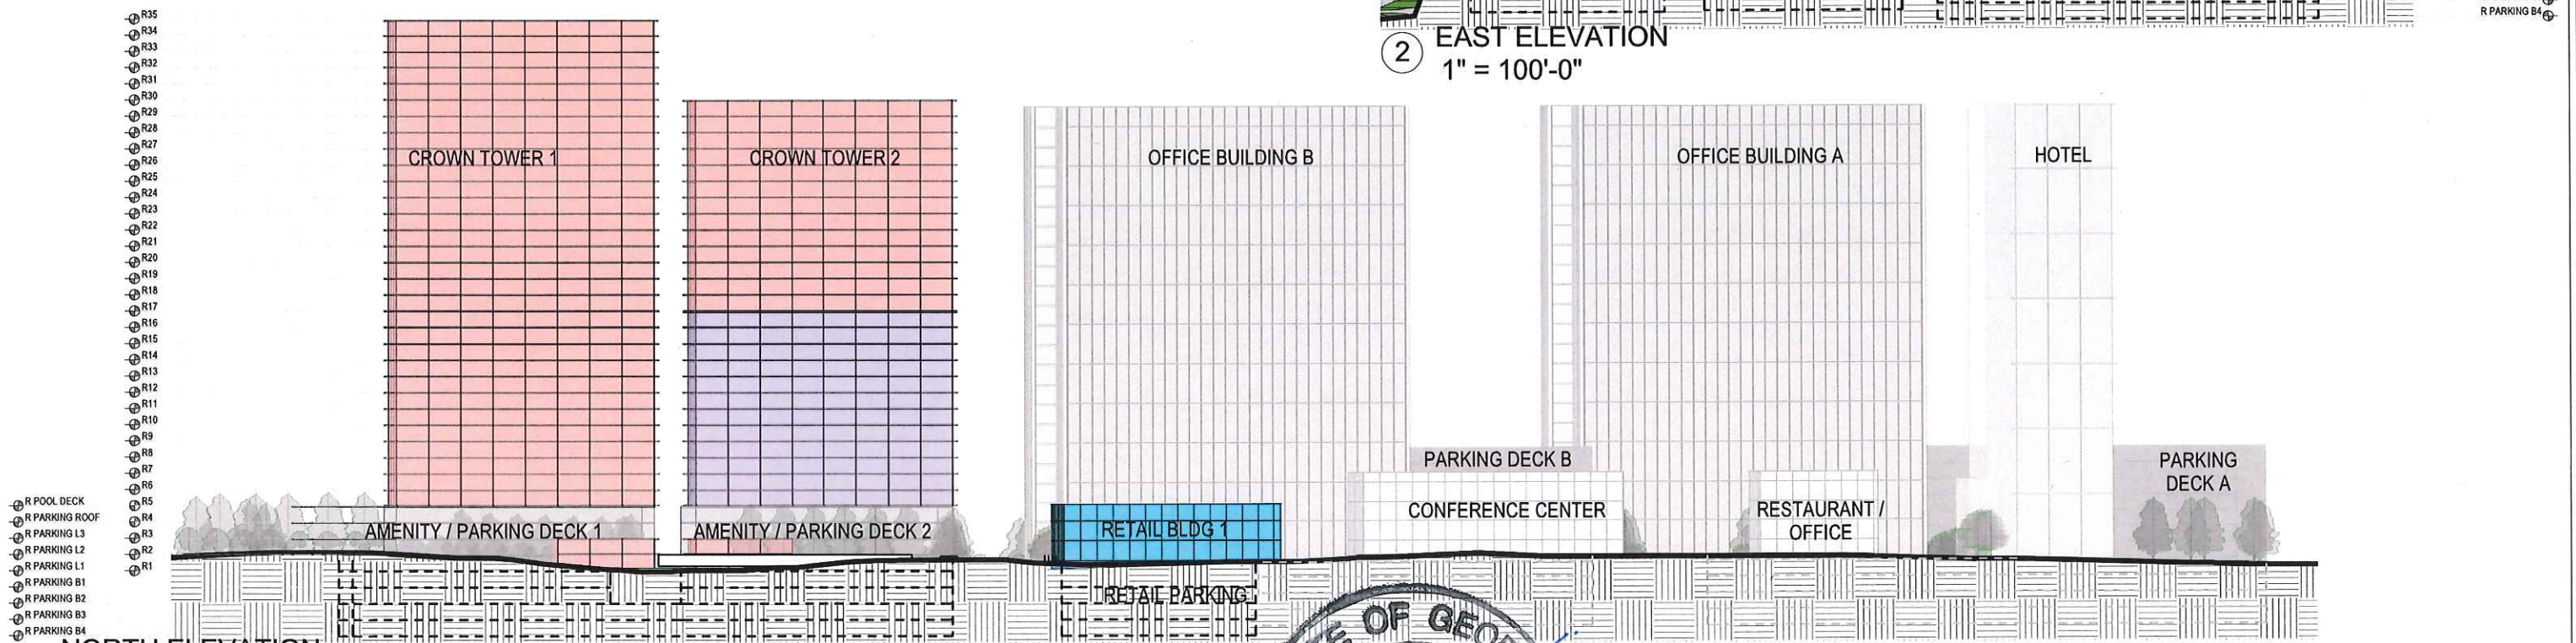 R35
R34
R33
R32
R31
R30
R29
R28
R27
R26
R25
R24
R23
R22
R21
R20
R19
R18
R17
R16
R15
R14
R13
R12
R11
R10
R9
R8
R7
R6
R5
R4
R3
R2
R1
R POOL DECK
R PARKING ROOF
R PARKING L3
R PARKING L2
R PARKING L1
R PARKING B1
R PARKING B2
R PARKING B3
R PARKING B4
R PARKING B4
2
EAST ELEVATION
1" = 100'-0"
CROWN TOWER 1
CROWN TOWER 2
OFFICE BUILDING B
OFFICE BUILDING A
HOTEL
AMENITY / PARKING DECK 1
AMENITY / PARKING DECK 2
RETAIL BLDG 1
PARKING DECK B
CONFERENCE CENTER
RESTAURANT /
OFFICE
PARKING
DECK A
RETAIL PARKING
NORTH ELEVATION
E OF GEO